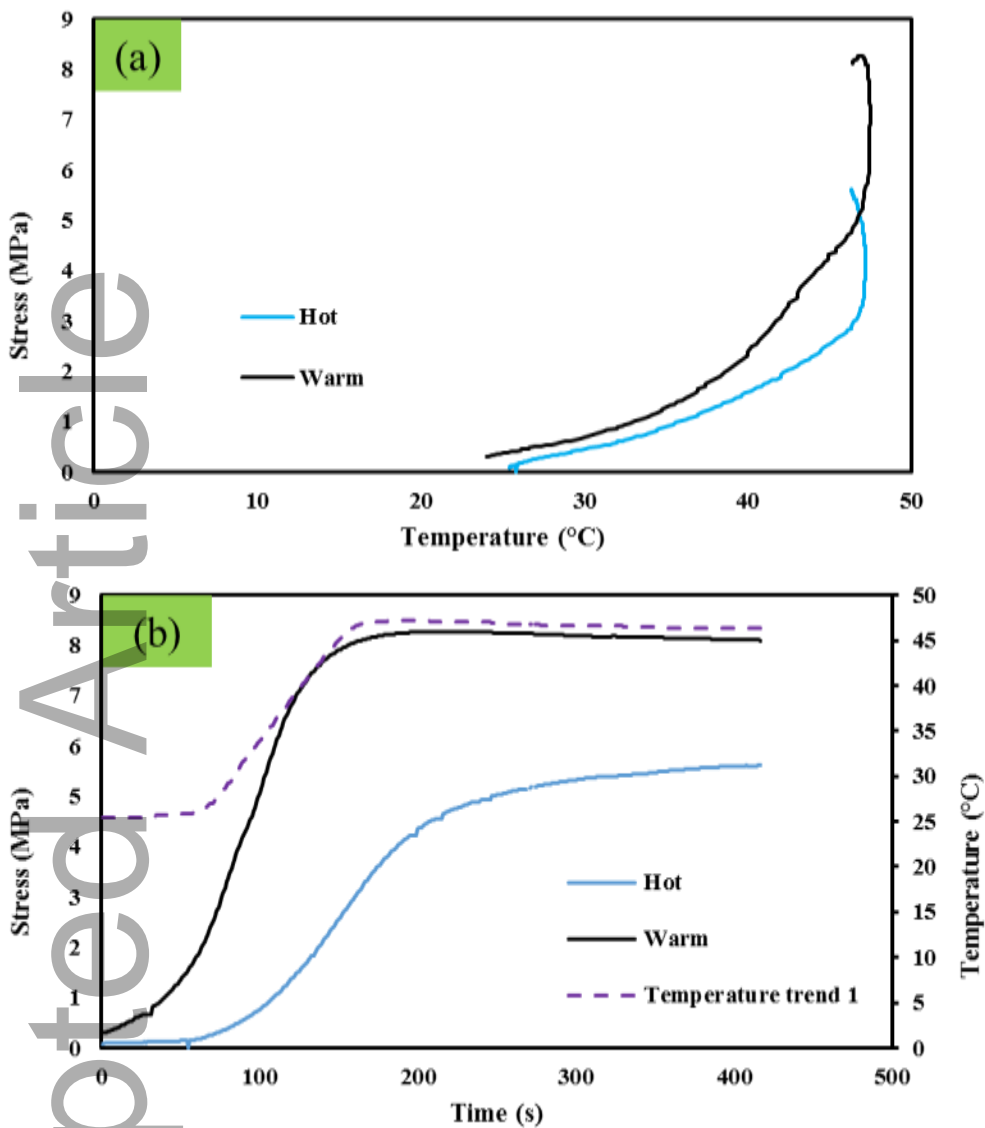 (a)
9
8
7
6
5
4
3
2
1
0
Stress (MPa)
Hot
Warm
0 10 20 30 40 50
Temperature (°C)
(b)
9
8
7
6
5
4
3
2
1
0
Stress (MPa)
50
45
40
35
30
25
20
15
10
5
0
Temperature (°C)
Hot
Warm
Temperature trend 1
0 100 200 300 400 500
Time (s)
pted Article